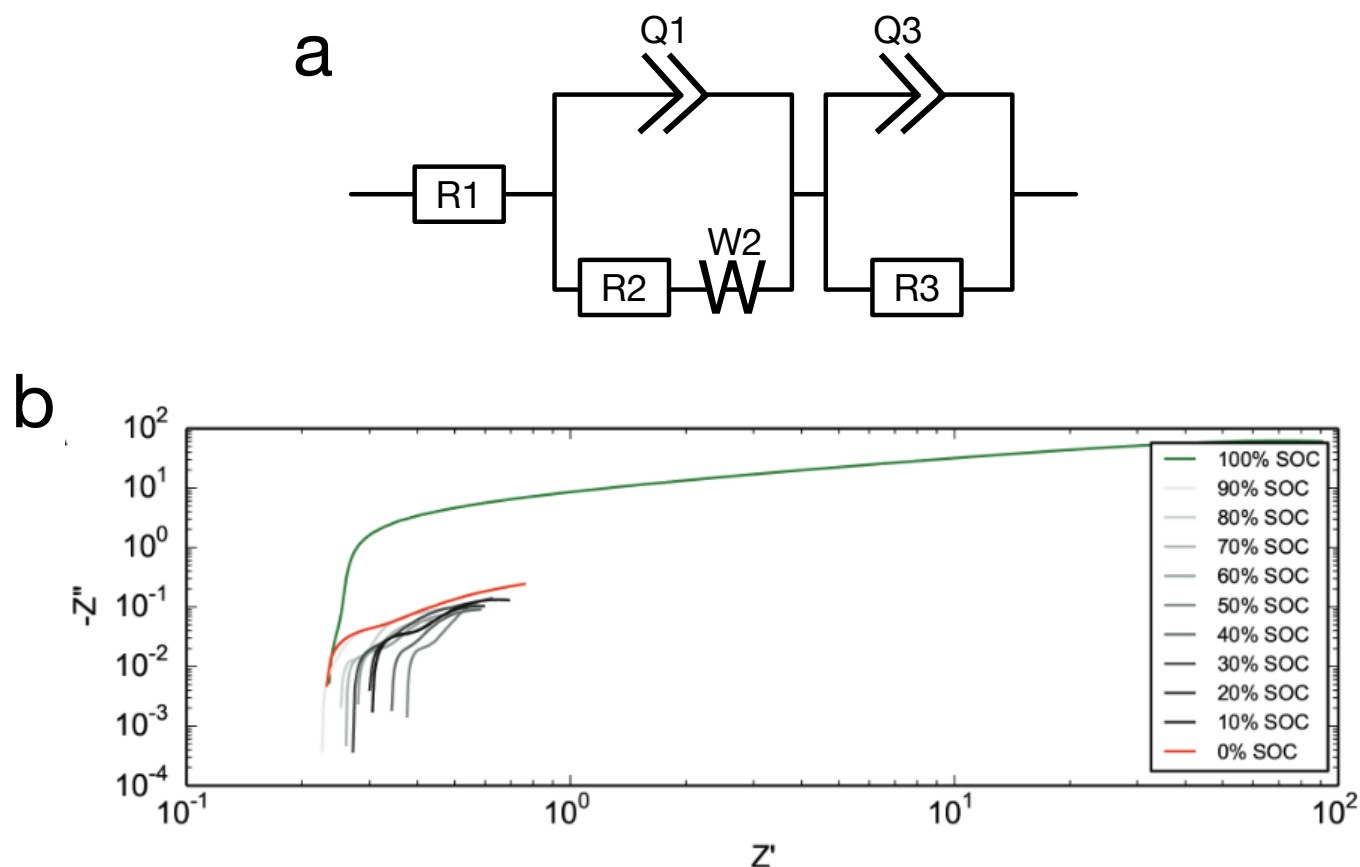 a
Q1 Q3
R1
W2
R2 W R3
b
-Z"
10^2
10^1
10^0
10^-1
10^-2
10^-3
10^-4
100% SOC
90% SOC
80% SOC
70% SOC
60% SOC
50% SOC
40% SOC
30% SOC
20% SOC
10% SOC
0% SOC
10^-1 10^0 10^1 10^2
Z'